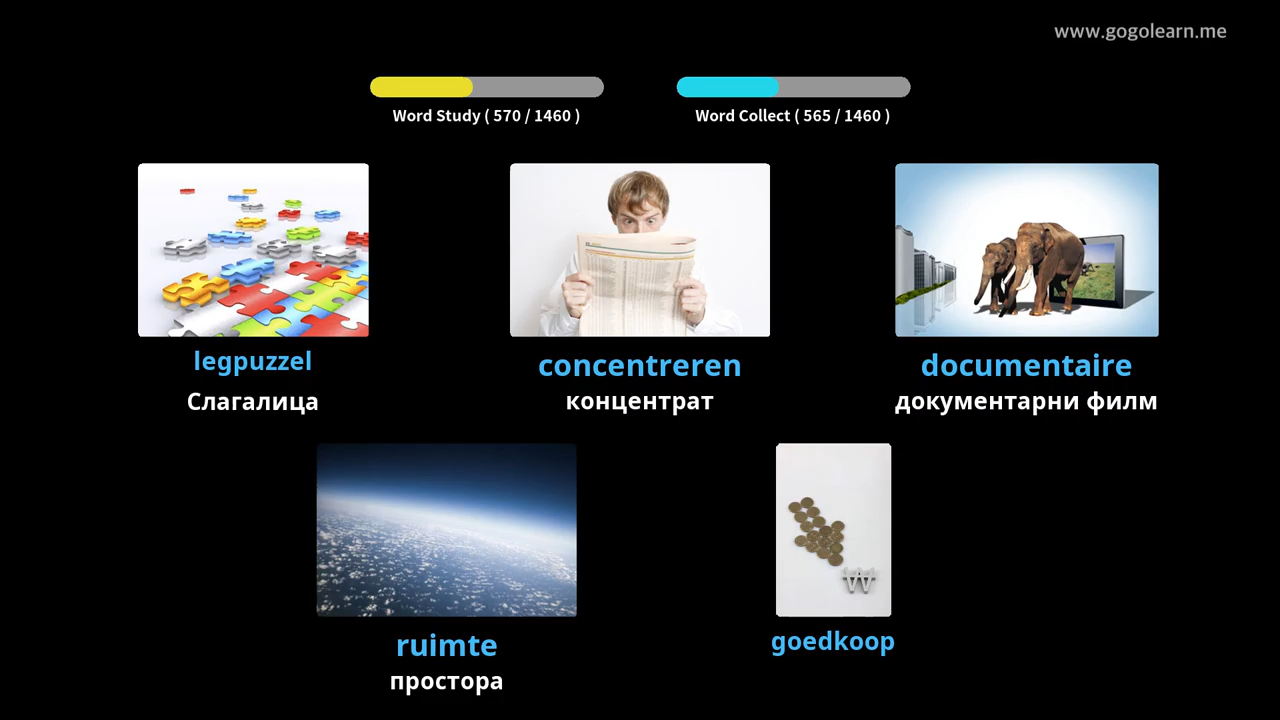 www.gogolearn.me
Word Study ( 570 / 1460 )
Word Collect ( 565 / 1460 )
legpuzzel
Слагалица
concentreren
концентрат
documentaire
документарни филм
ruimte
простора
goedkoop